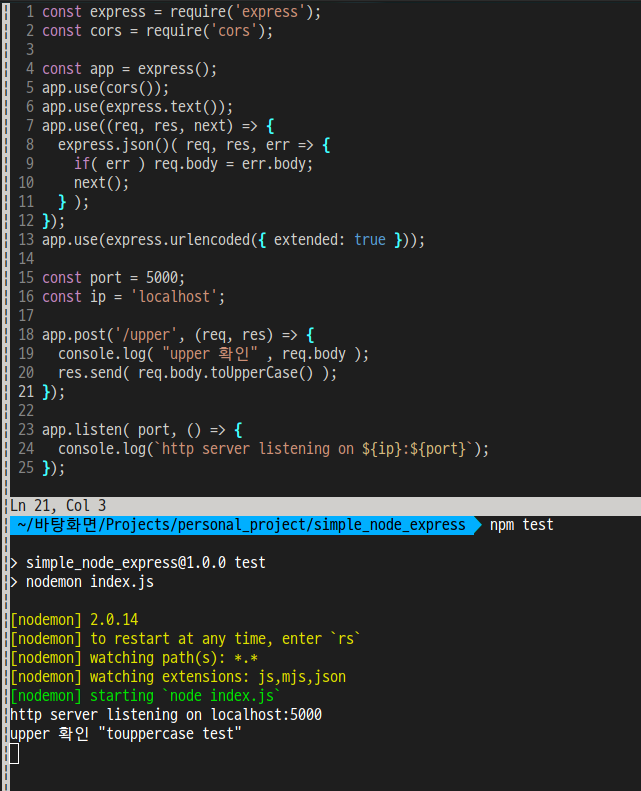 1 const express = require('express');
2 const cors = require('cors');
3
4 const app = express();
5 app.use(cors());
6 app.use(express.text());
7 app.use((req, res, next) => {
8   express.json()( req, res, err => {
9     if( err ) req.body = err.body;
10     next();
11   } );
12 });
13 app.use(express.urlencoded({ extended: true }));
14
15 const port = 5000;
16 const ip = 'localhost';
17
18 app.post('/upper', (req, res) => {
19   console.log( "upper 확인" , req.body );
20   res.send( req.body.toUpperCase() );
21 });
22
23 app.listen( port, () => {
24   console.log(`http server listening on ${ip}:${port}`);
25 });
Ln 21, Col 3
~/바탕화면/Projects/personal_project/simple_node_express npm test
> simple_node_express@1.0.0 test
> nodemon index.js
[nodemon] 2.0.14
[nodemon] to restart at any time, enter `rs`
[nodemon] watching path(s): *.*
[nodemon] watching extensions: js,mjs,json
[nodemon] starting `node index.js`
http server listening on localhost:5000
upper 확인 "touppercase test"